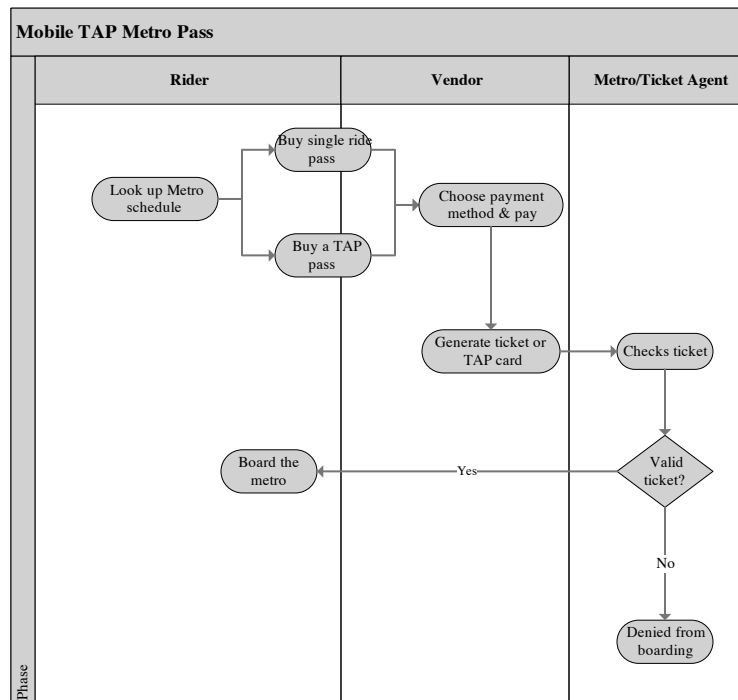 Mobile TAP Metro Pass
Rider
Vendor
Metro/Ticket Agent
Buy single ride
pass
Look up Metro
schedule
Choose payment
method & pay
Buy a TAP
pass
Generate ticket or
TAP card
Checks ticket
Board the
metro
Yes
Valid
ticket?
No
Denied from
boarding
Phase